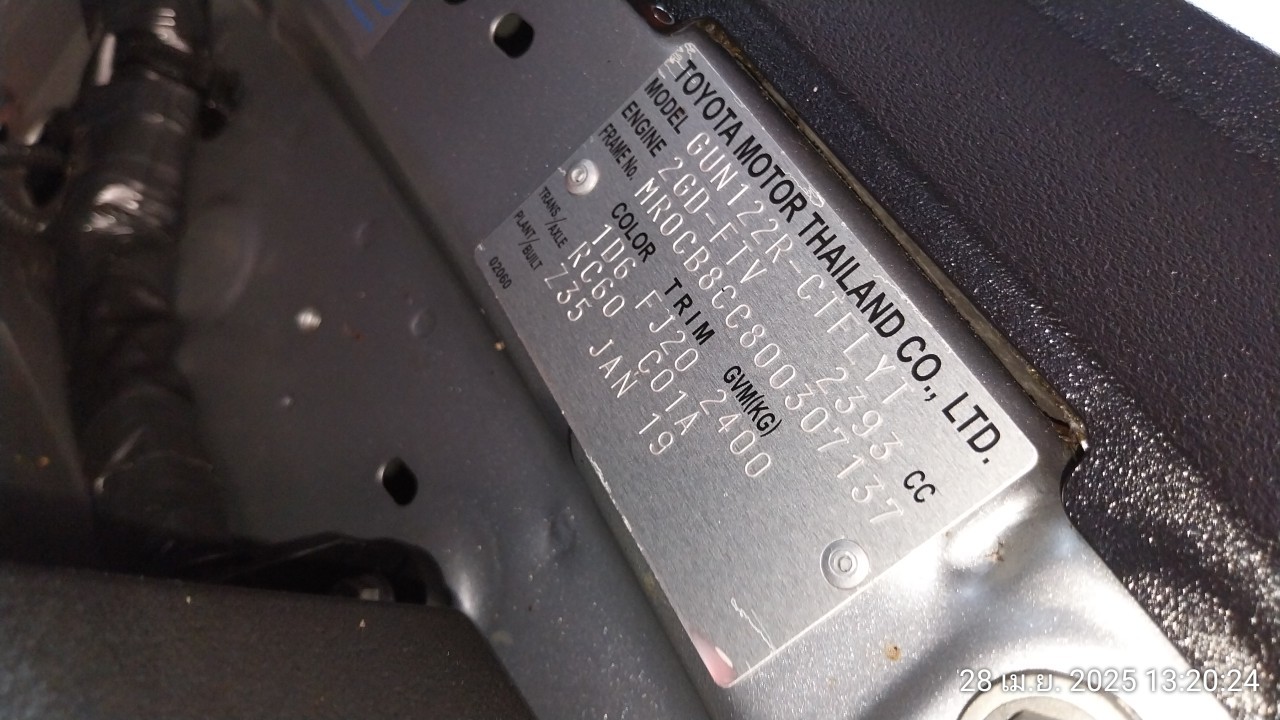 TOYOTA MOTOR THAILAND CO., LTD.
MODEL GUN122R-CTFLYT
ENGINE 2GD-FTV 2393 CC
FRAME No. MR0CB8CC800307137
COLOR TRIM GVM(KG)
1D6 FJ20 2400
TRANS/AXLE RC60 C01A
PLANT/BUILT Z35 JAN 19
02060
28 เม.ย. 2025 13:20:24